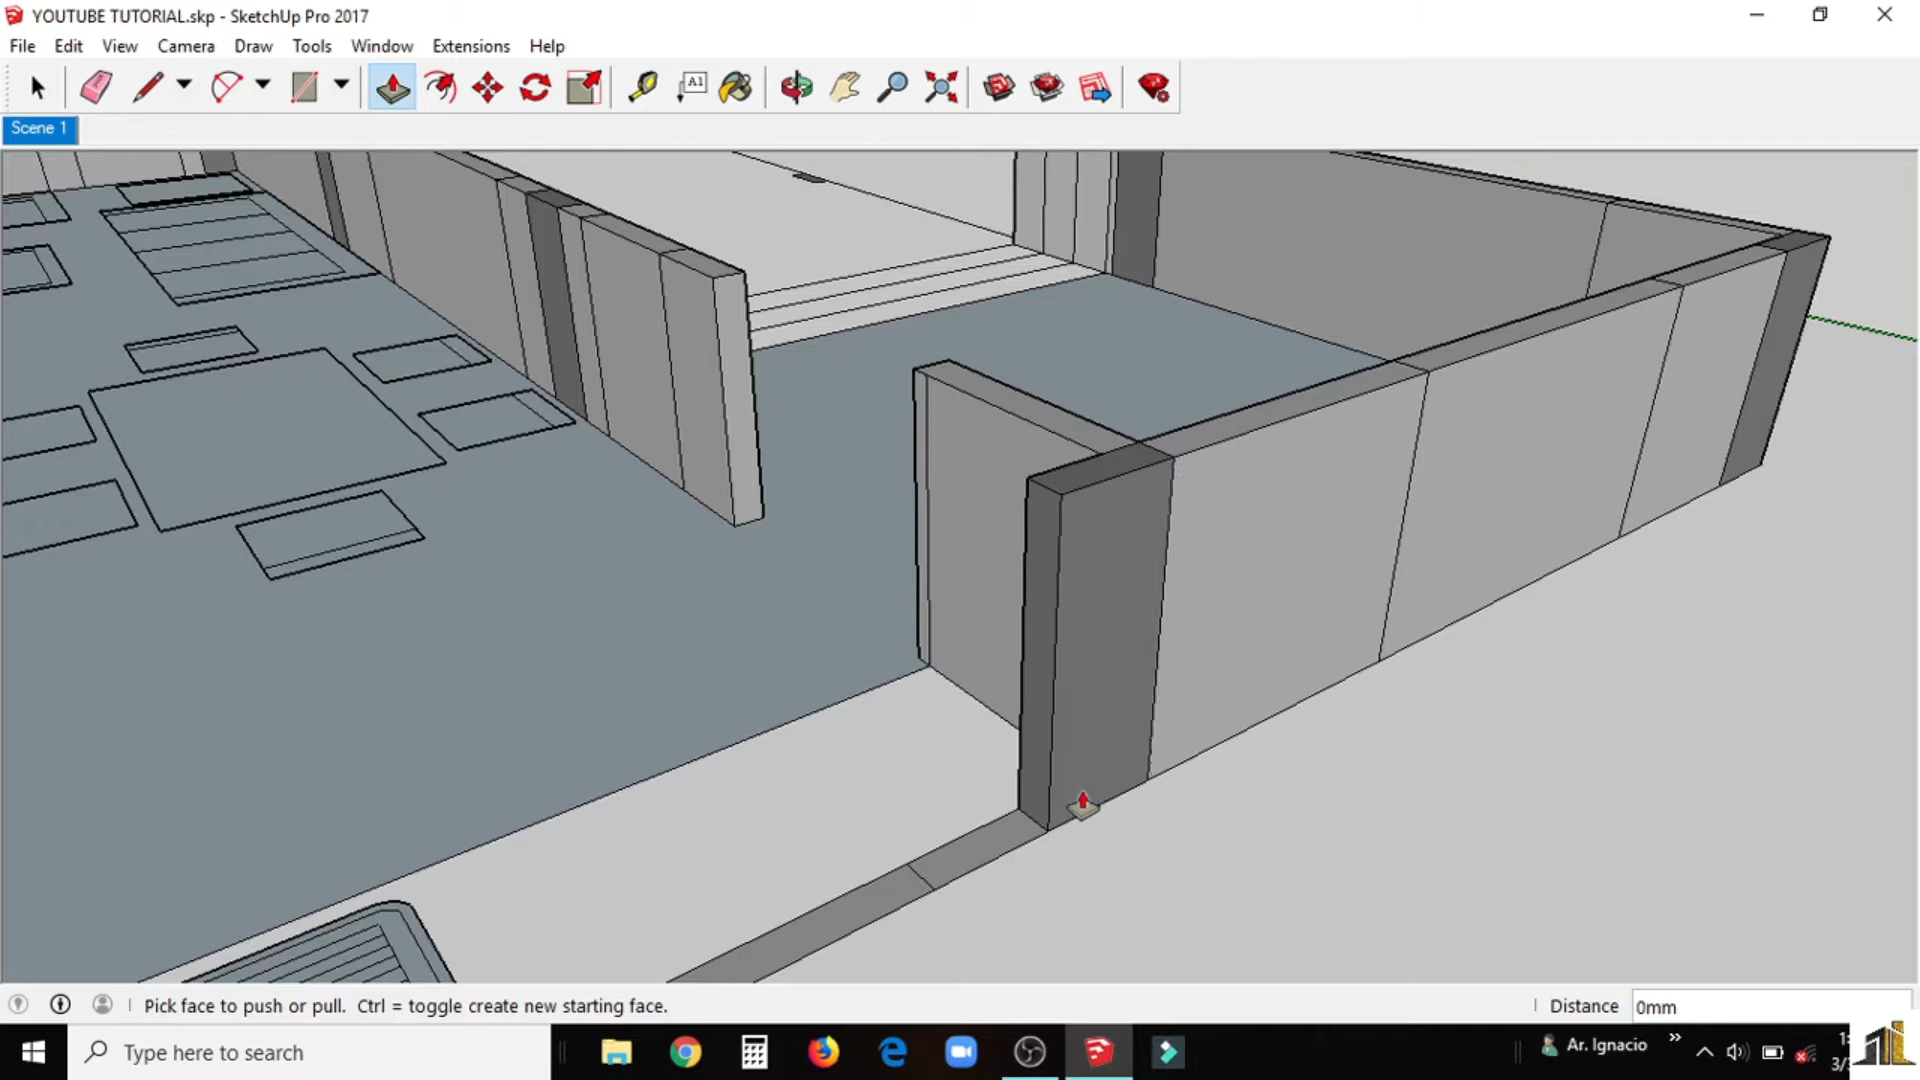 YOUTUBE TUTORIAL.skp - SketchUp Pro 2017
File Edit View Camera Draw Tools Window Extensions Help
A1
Scene 1
Pick face to push or pull. Ctrl = toggle create new starting face.
Distance 0mm
Type here to search
Ar. Ignacio